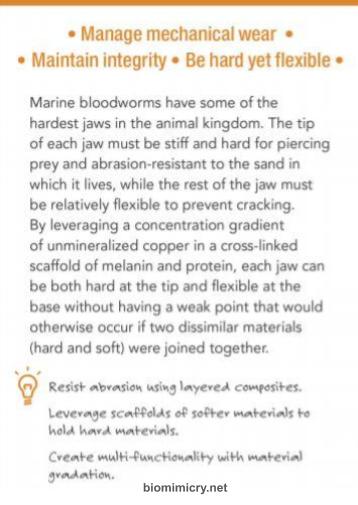 • Manage mechanical wear •
• Maintain integrity • Be hard yet flexible •
Marine bloodworms have some of the
hardest jaws in the animal kingdom. The tip
of each jaw must be stiff and hard for piercing
prey and abrasion-resistant to the sand in
which it lives, while the rest of the jaw must
be relatively flexible to prevent cracking.
By leveraging a concentration gradient
of unmineralized copper in a cross-linked
scaffold of melanin and protein, each jaw can
be both hard at the tip and flexible at the
base without having a weak point that would
otherwise occur if two dissimilar materials
(hard and soft) were joined together.
Resist abrasion using layered composites.
Leverage scaffolds of softer materials to
hold hard materials.
Create multi-functionality with material
gradation.
biomimicry.net